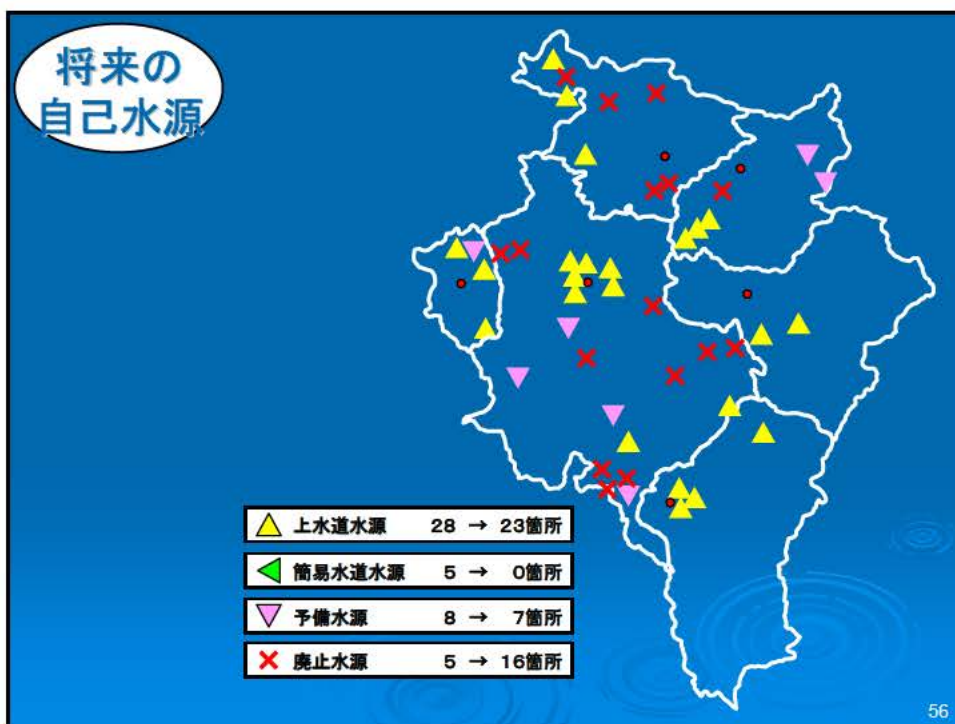 将来の
自己水源
上水道水源 28 → 23箇所
簡易水道水源 5 → 0箇所
予備水源 8 → 7箇所
廃止水源 5 → 16箇所
56